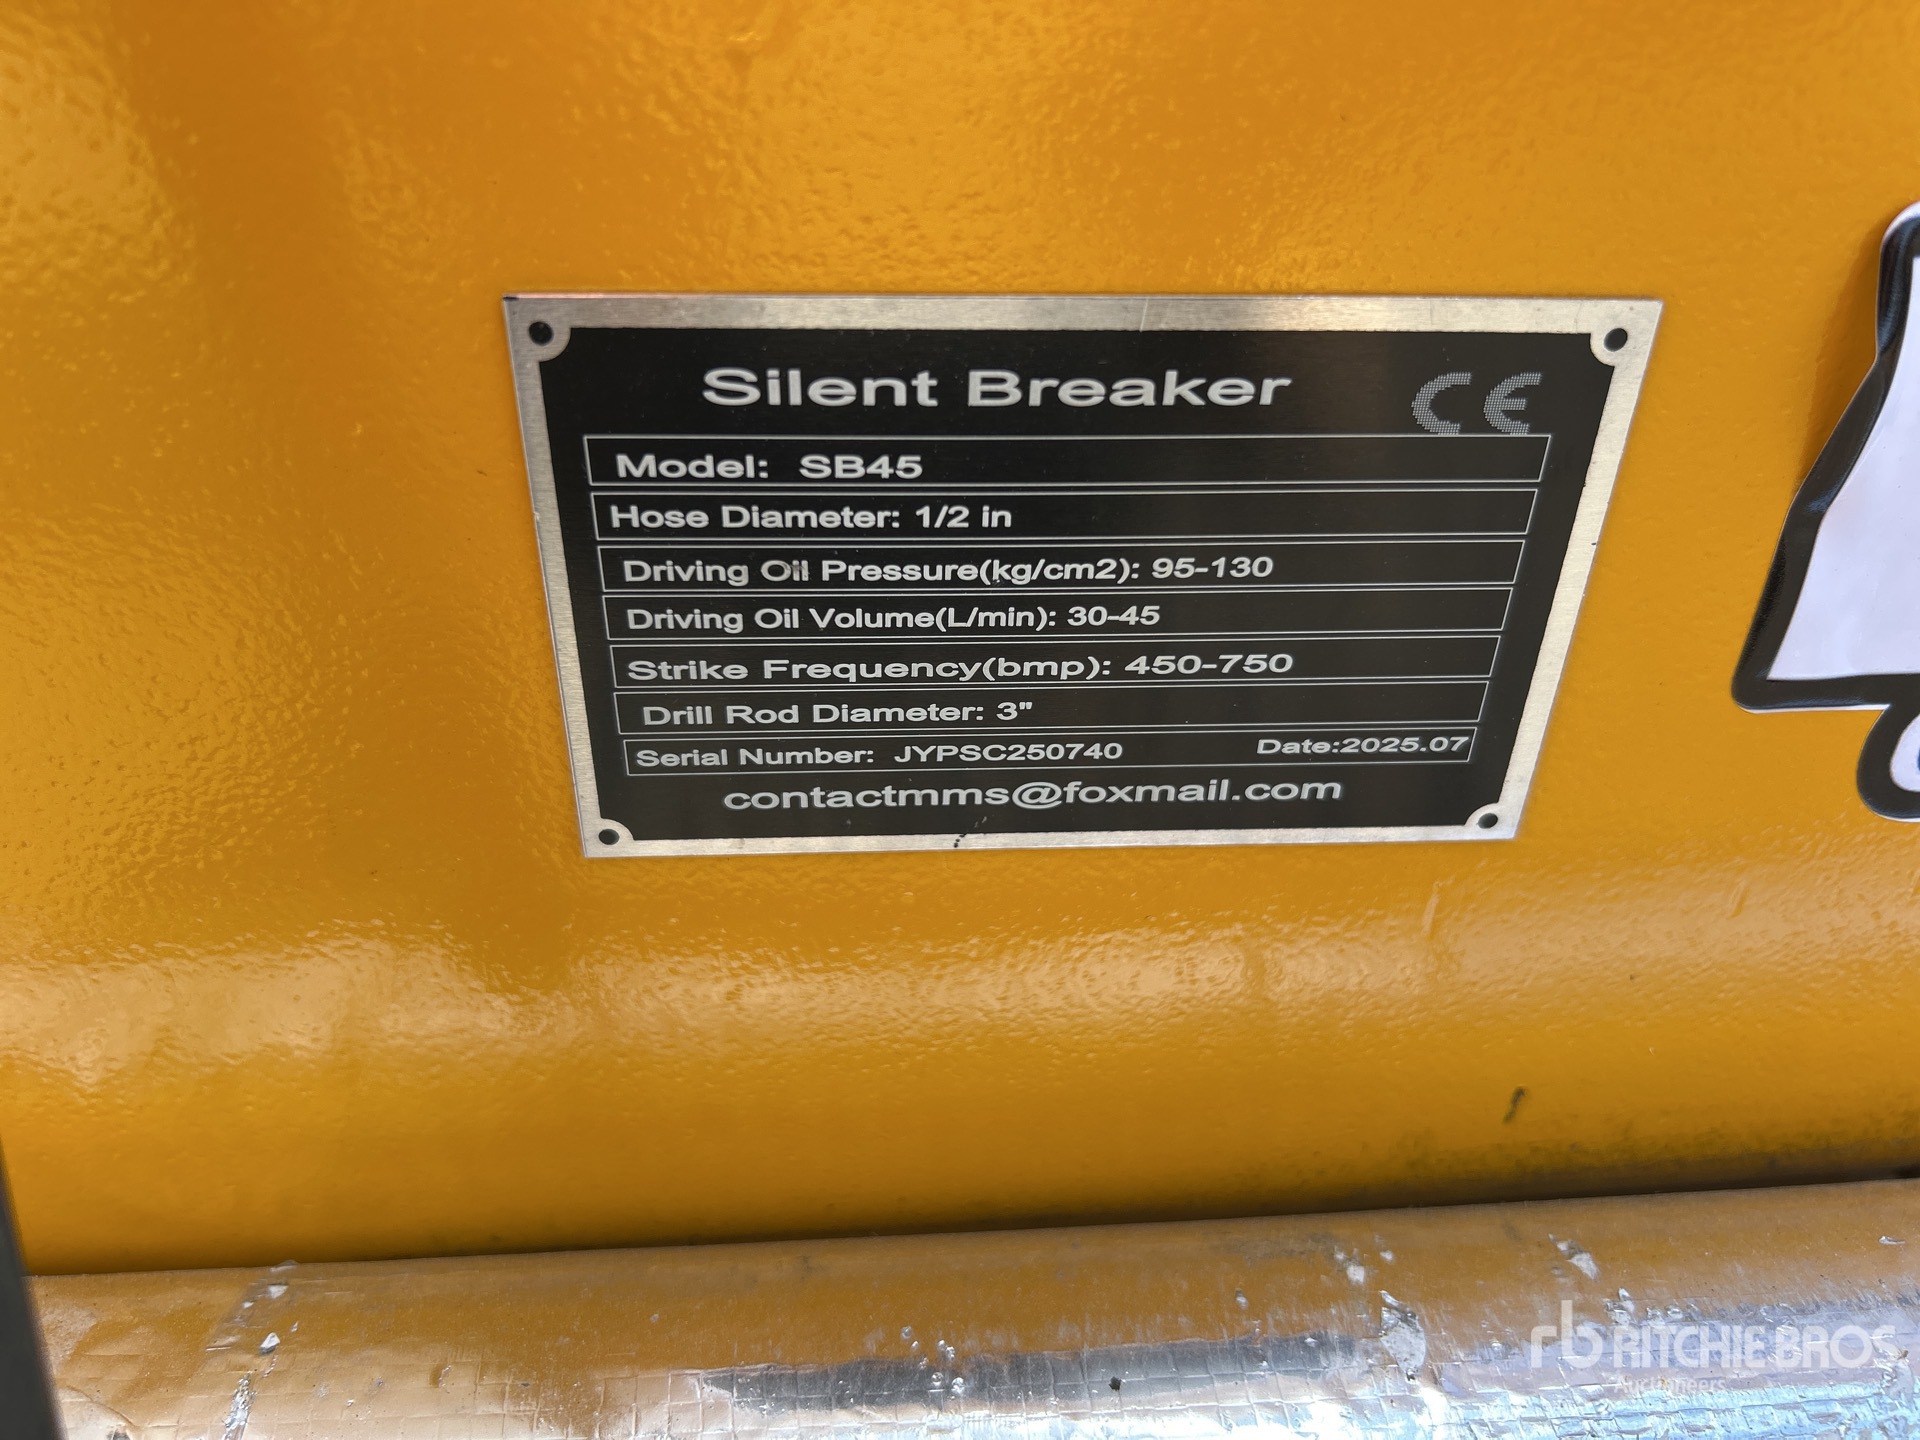 Silent Breaker CE
Model: SB45
Hose Diameter: 1/2 in
Driving Oil Pressure(kg/cm2): 95-130
Driving Oil Volume(L/min): 30-45
Strike Frequency(bmp): 450-750
Drill Rod Diameter: 3"
Serial Number: JYPSC250740 Date:2025.07
contactmms@foxmail.com
rb RITCHIE BROS
Auctioneers